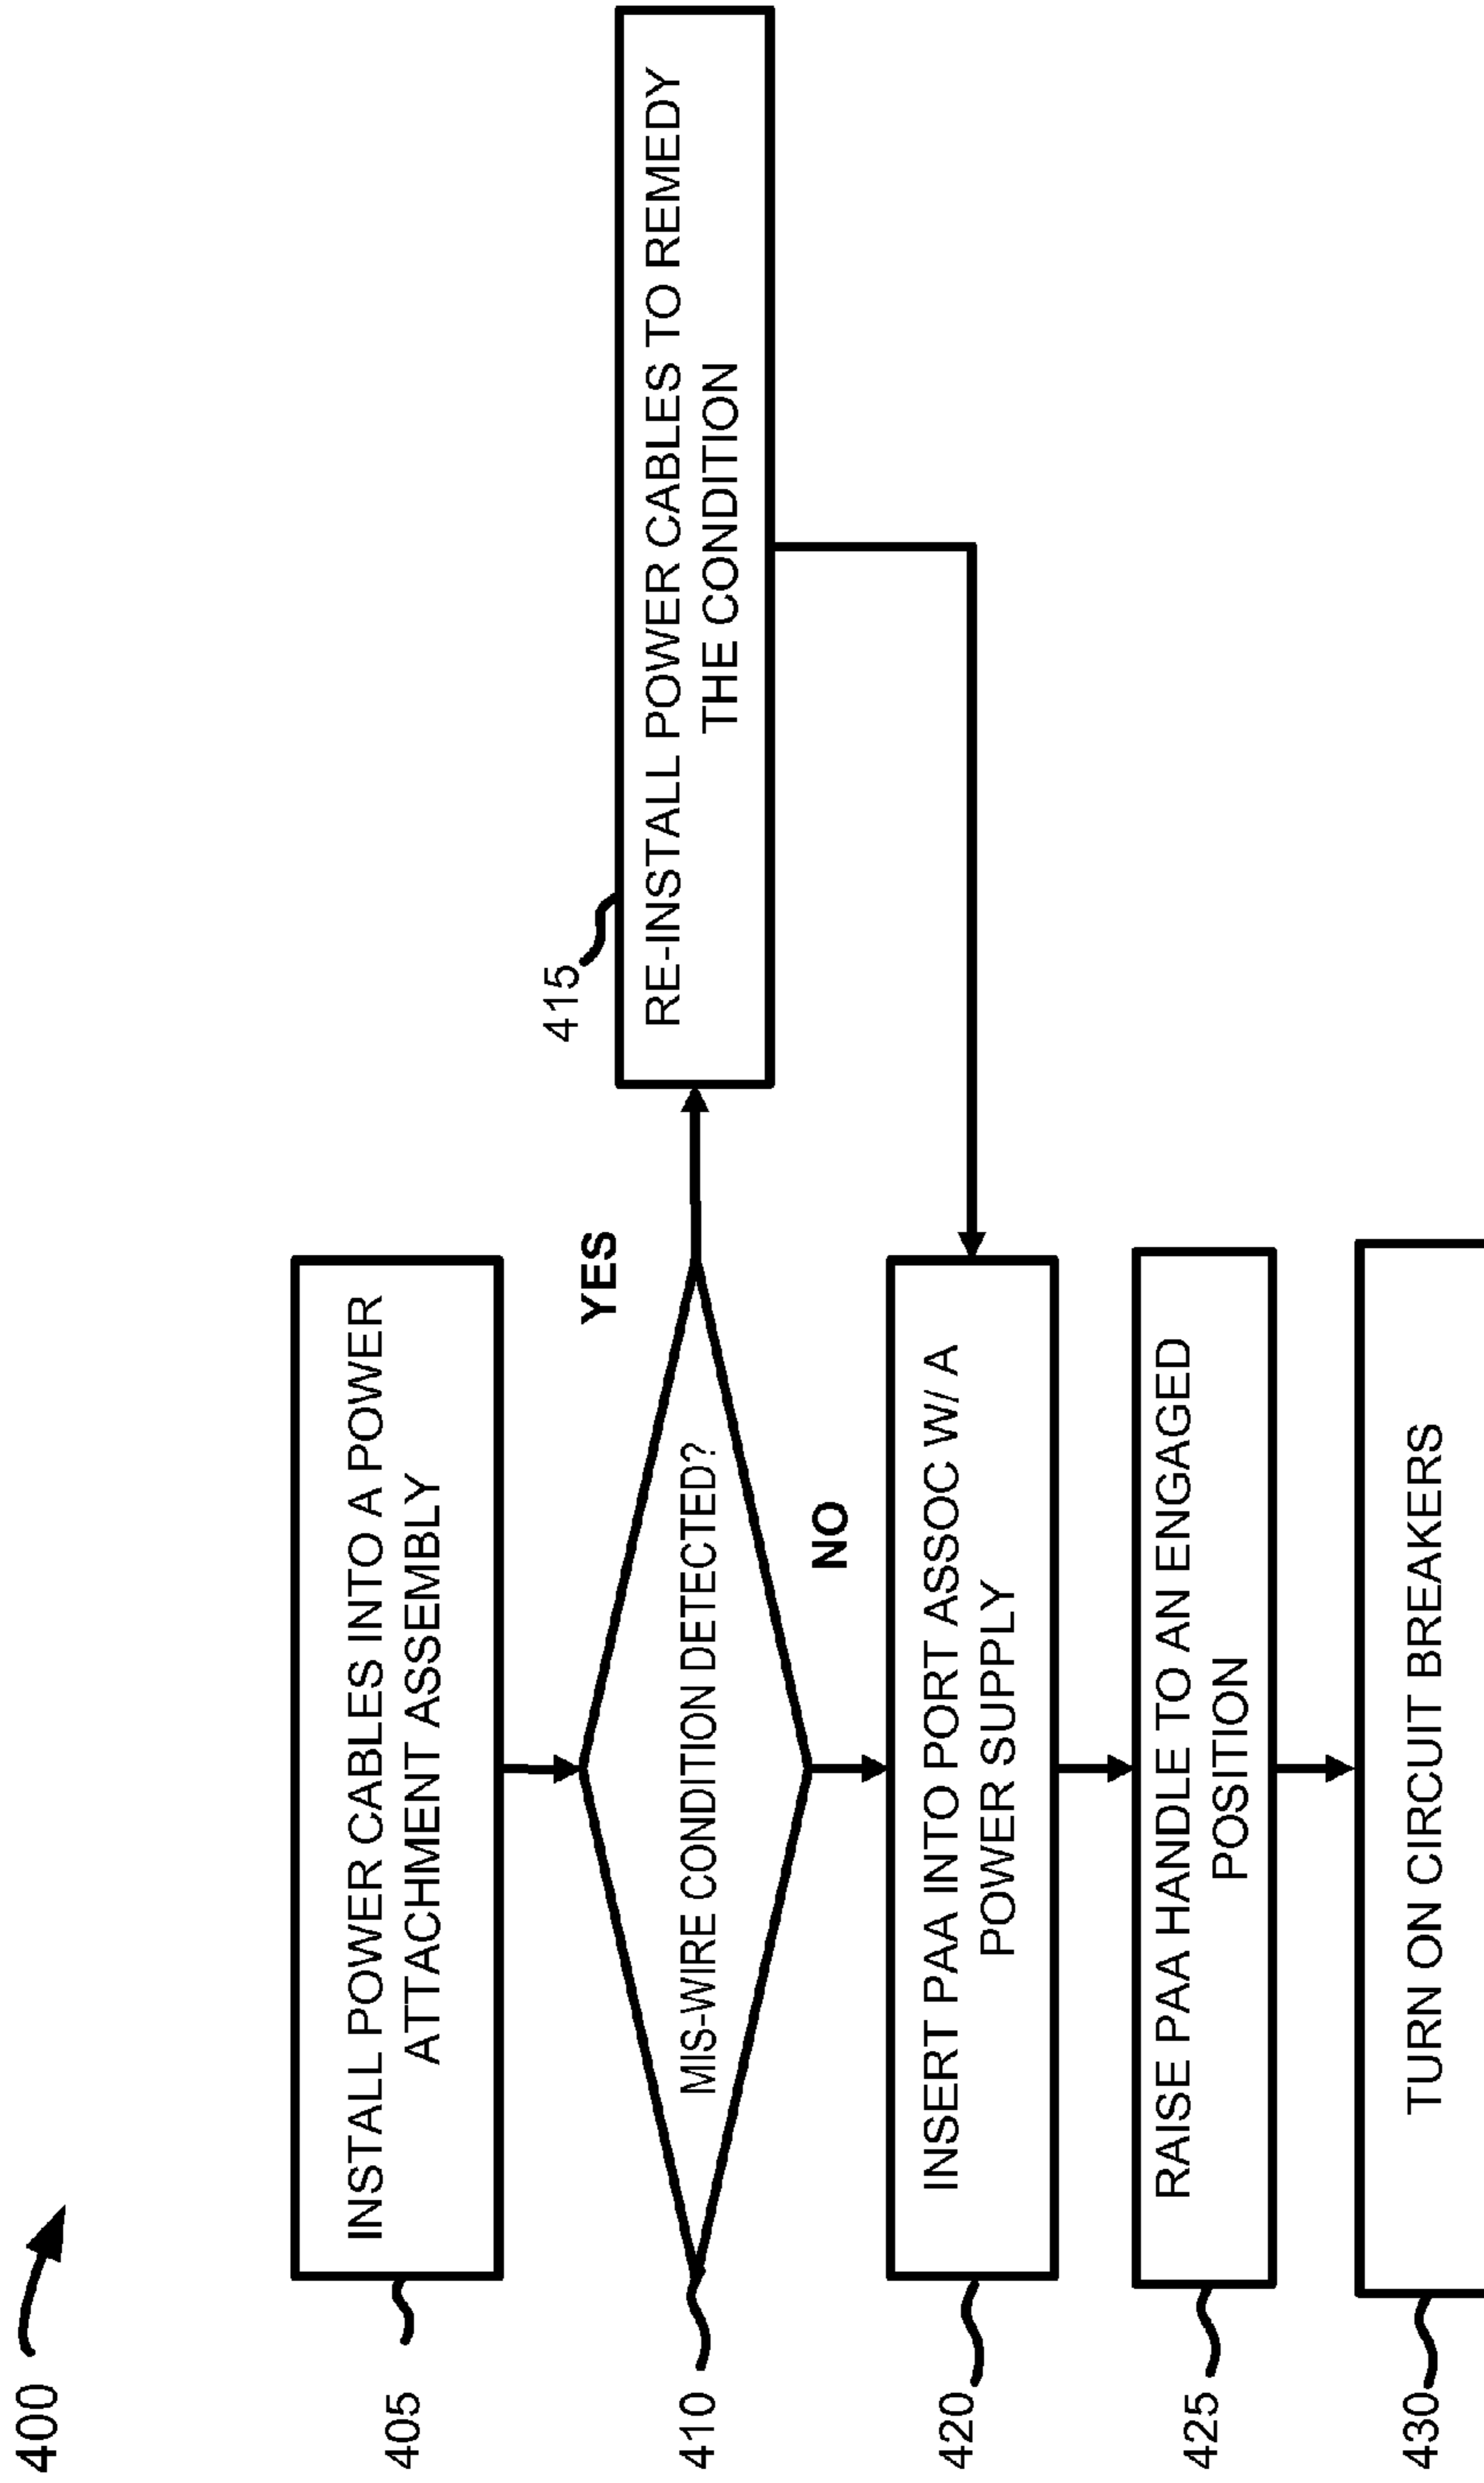 400
405
INSTALL POWER CABLES INTO A POWER
ATTACHMENT ASSEMBLY
410
MIS-WIRE CONDITION DETECTED?
YES
415
RE-INSTALL POWER CABLES TO REMEDY
THE CONDITION
NO
420
INSERT PAA INTO PORT ASSOC W/ A
POWER SUPPLY
425
RAISE PAA HANDLE TO AN ENGAGED
POSITION
430
TURN ON CIRCUIT BREAKERS